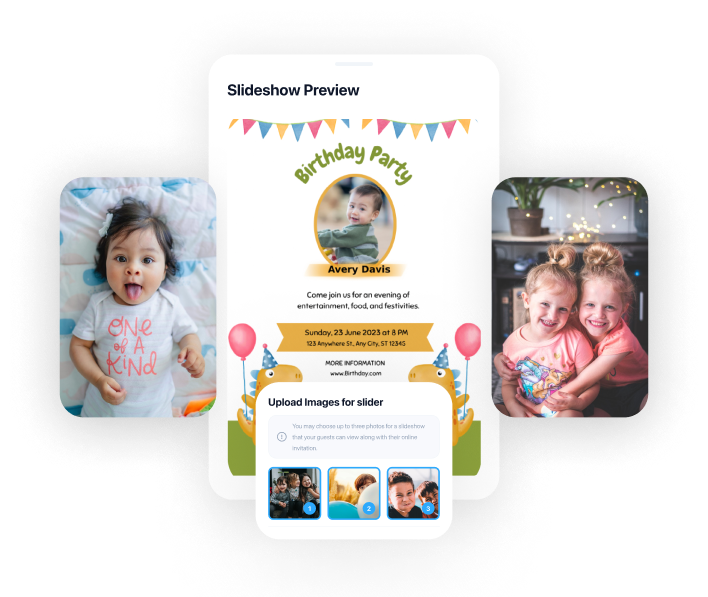 Slideshow Preview
Birthday Party
Avery Davis
Come join us for an evening of
entertainment, food, and festivities.
Sunday, 23 June 2023 at 8 PM
123 Anywhere St., Any City, ST 12345
MORE INFORMATION
www.Birthday.com
one
of A
Kind
Upload Images for slider
You may choose up to three photos for a slideshow
that your guests can view along with their online
invitation.
1
2
3